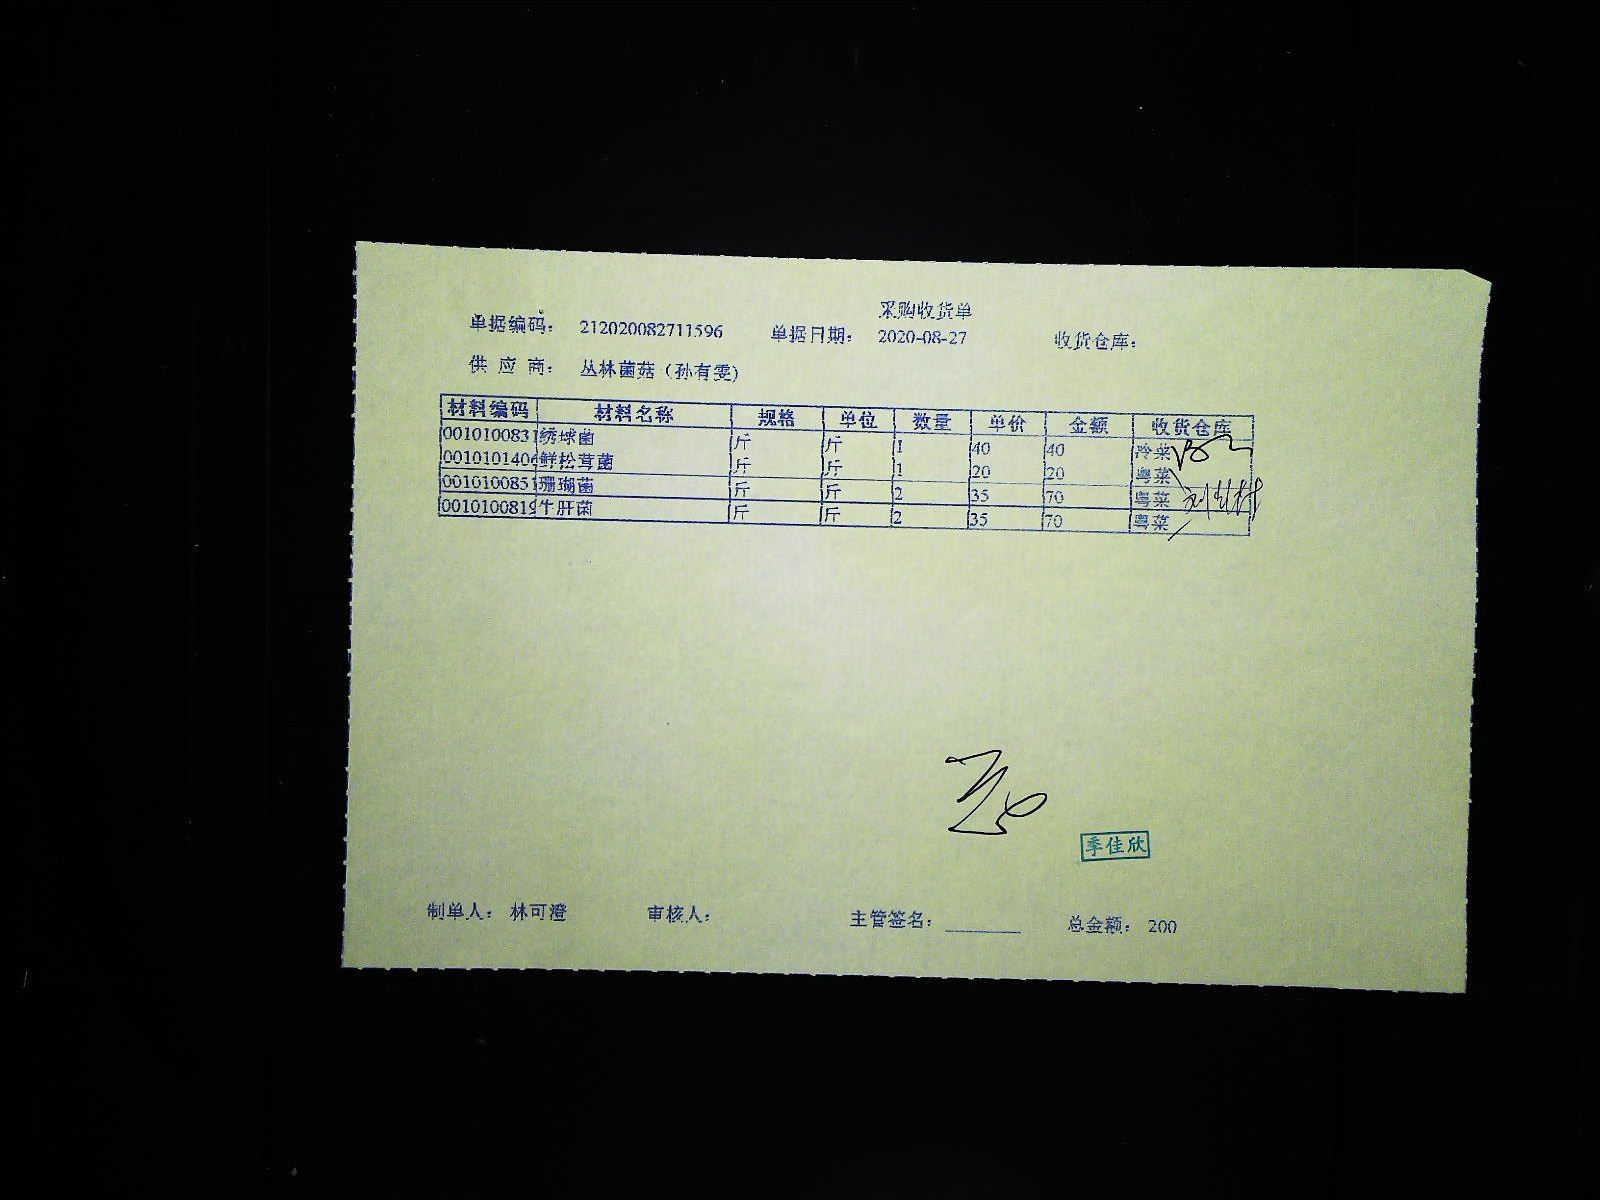 采购收货单
单据编码： 212020082711596 单据日期： 2020-08-27 收货仓库：
供 应 商： 丛林菌菇（孙有雯）
材料编码 材料名称 规格 单位 数量 单价 金额 收货仓库
0010100831 绣球菌 斤 斤 1 40 40 冷菜
0010101406 鲜松茸菌 斤 斤 1 20 20 粤菜
0010100851 珊瑚菌 斤 斤 2 35 70 粤菜
0010100819 牛肝菌 斤 斤 2 35 70 粤菜
季佳欣
制单人： 林可澄 审核人： 主管签名： ________ 总金额： 200